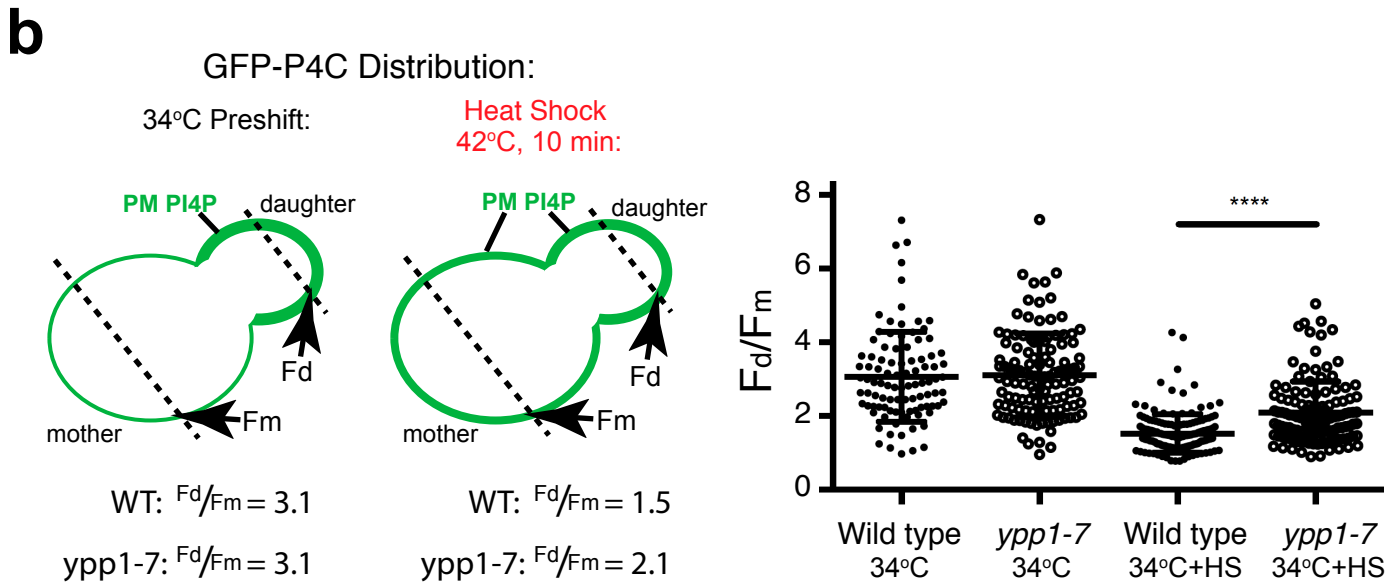 b
GFP-P4C Distribution:
34°C Preshift:
Heat Shock
42°C, 10 min:
PM PI4P
daughter
Fd
Fm
mother
PM PI4P
daughter
Fd
Fm
mother
WT: Fd/Fm = 3.1
WT: Fd/Fm = 1.5
ypp1-7: Fd/Fm = 3.1
ypp1-7: Fd/Fm = 2.1
Fd/Fm
8
6
4
2
0
****
Wild type
34°C
ypp1-7
34°C
Wild type
34°C+HS
ypp1-7
34°C+HS